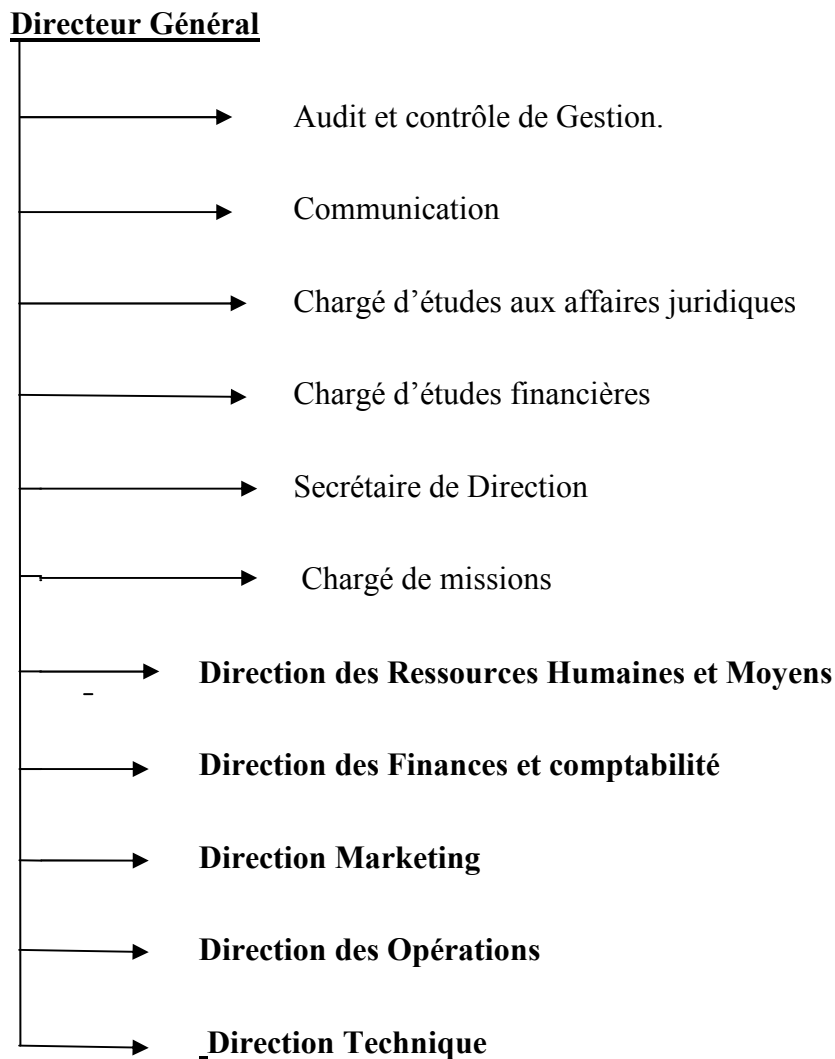 Directeur Général
Audit et contrôle de Gestion.
Communication
Chargé d’études aux affaires juridiques
Chargé d’études financières
Secrétaire de Direction
Chargé de missions
Direction des Ressources Humaines et Moyens
Direction des Finances et comptabilité
Direction Marketing
Direction des Opérations
Direction Technique